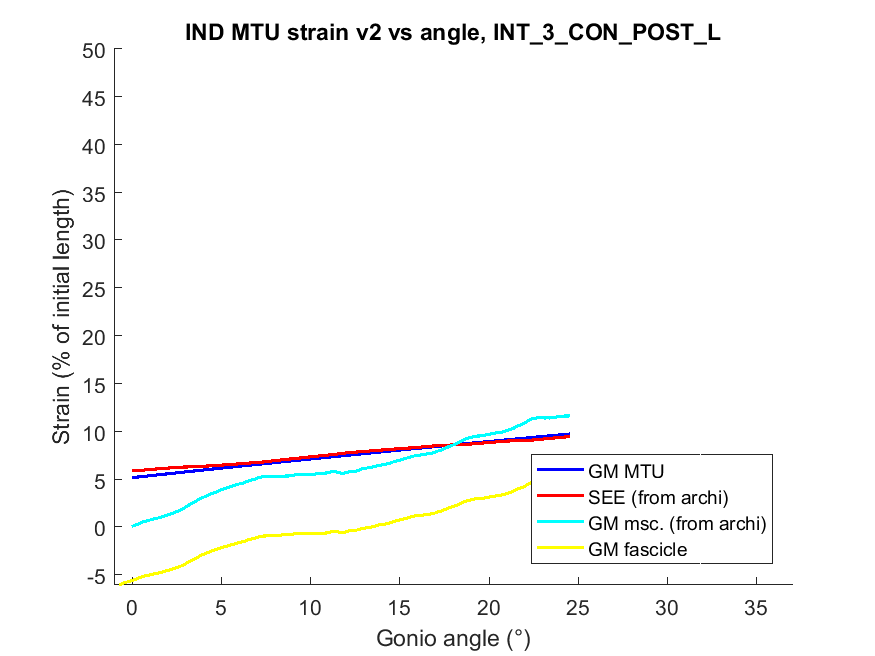 IND MTU strain v2 vs angle, INT_3_CON_POST_L
50
45
40
35
30
25
20
15
10
5
0
-5
Strain (% of initial length)
GM MTU
SEE (from archi)
GM msc. (from archi)
GM fascicle
0 5 10 15 20 25 30 35
Gonio angle (°)